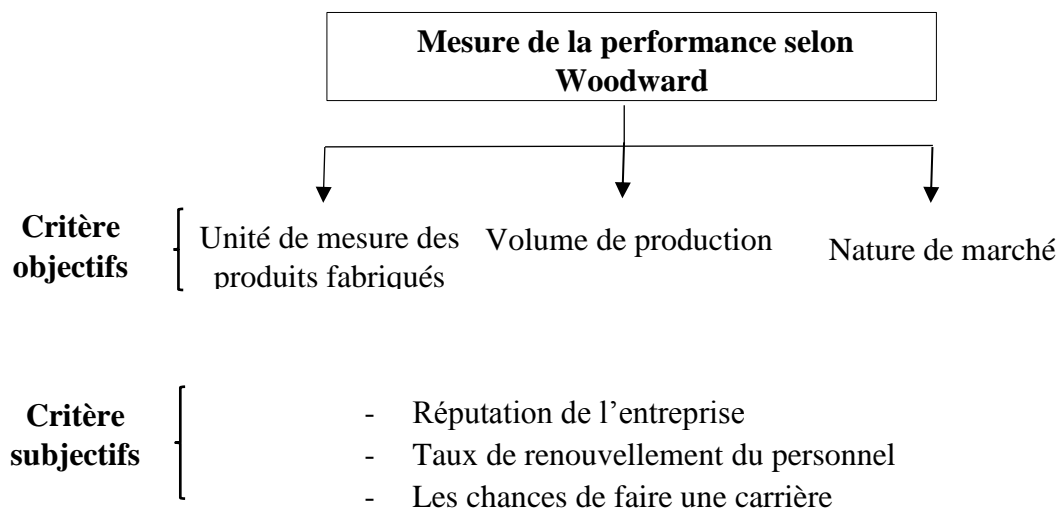 Mesure de la performance selon
Woodward
Critère
objectifs
Unité de mesure des
produits fabriqués
Volume de production
Nature de marché
Critère
subjectifs
- Réputation de l’entreprise
- Taux de renouvellement du personnel
- Les chances de faire une carrière